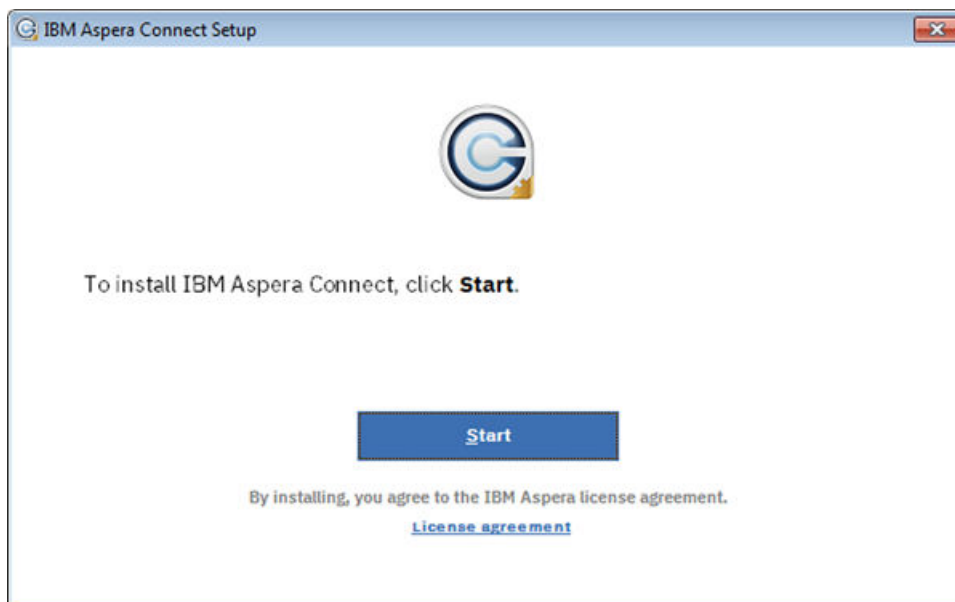 IBM Aspera Connect Setup
To install IBM Aspera Connect, click Start.
Start
By installing, you agree to the IBM Aspera license agreement.
License agreement